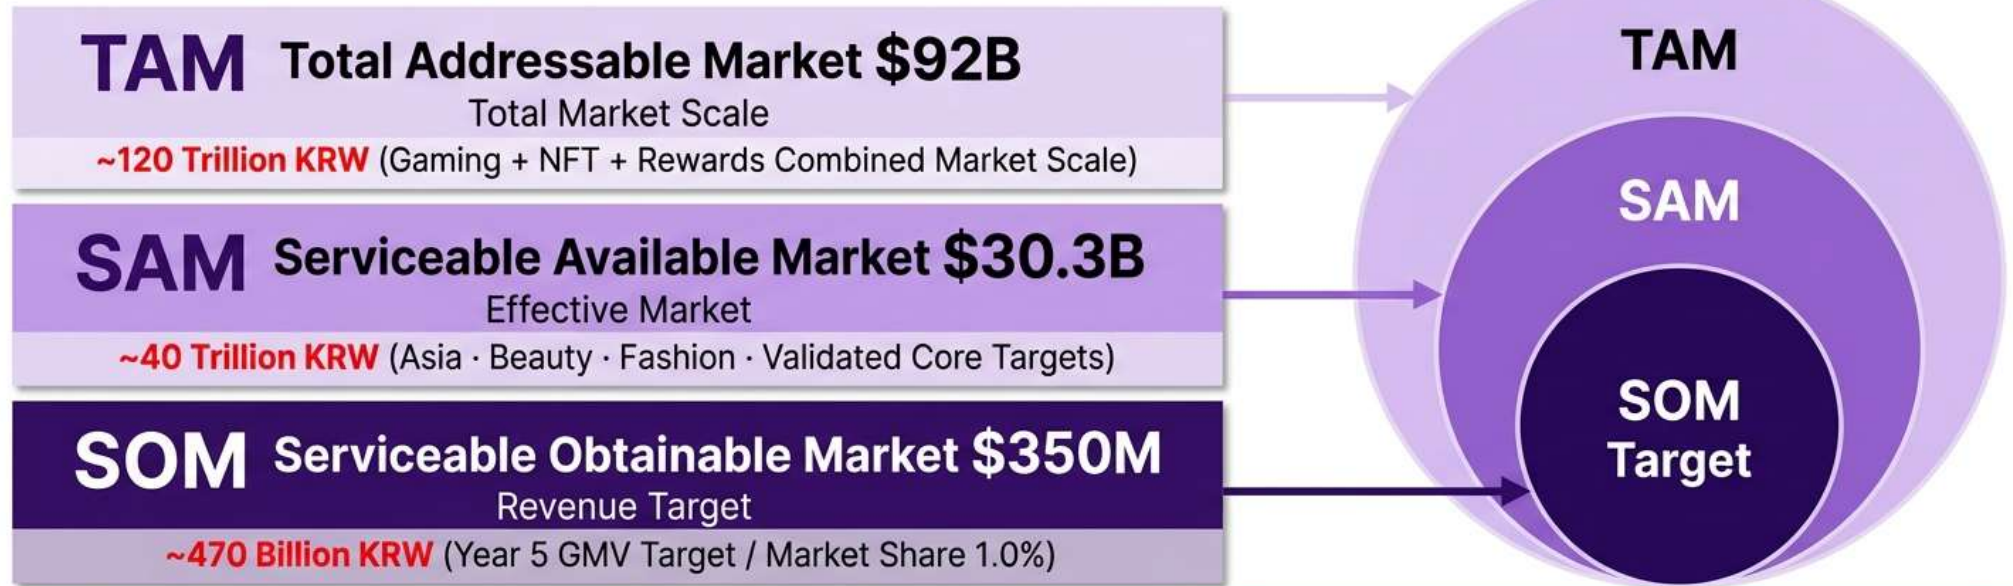 TAM Total Addressable Market $92B
Total Market Scale
~120 Trillion KRW (Gaming + NFT + Rewards Combined Market Scale)
SAM Serviceable Available Market $30.3B
Effective Market
~40 Trillion KRW (Asia · Beauty · Fashion · Validated Core Targets)
SOM Serviceable Obtainable Market $350M
Revenue Target
~470 Billion KRW (Year 5 GMV Target / Market Share 1.0%)
TAM
SAM
SOM
Target